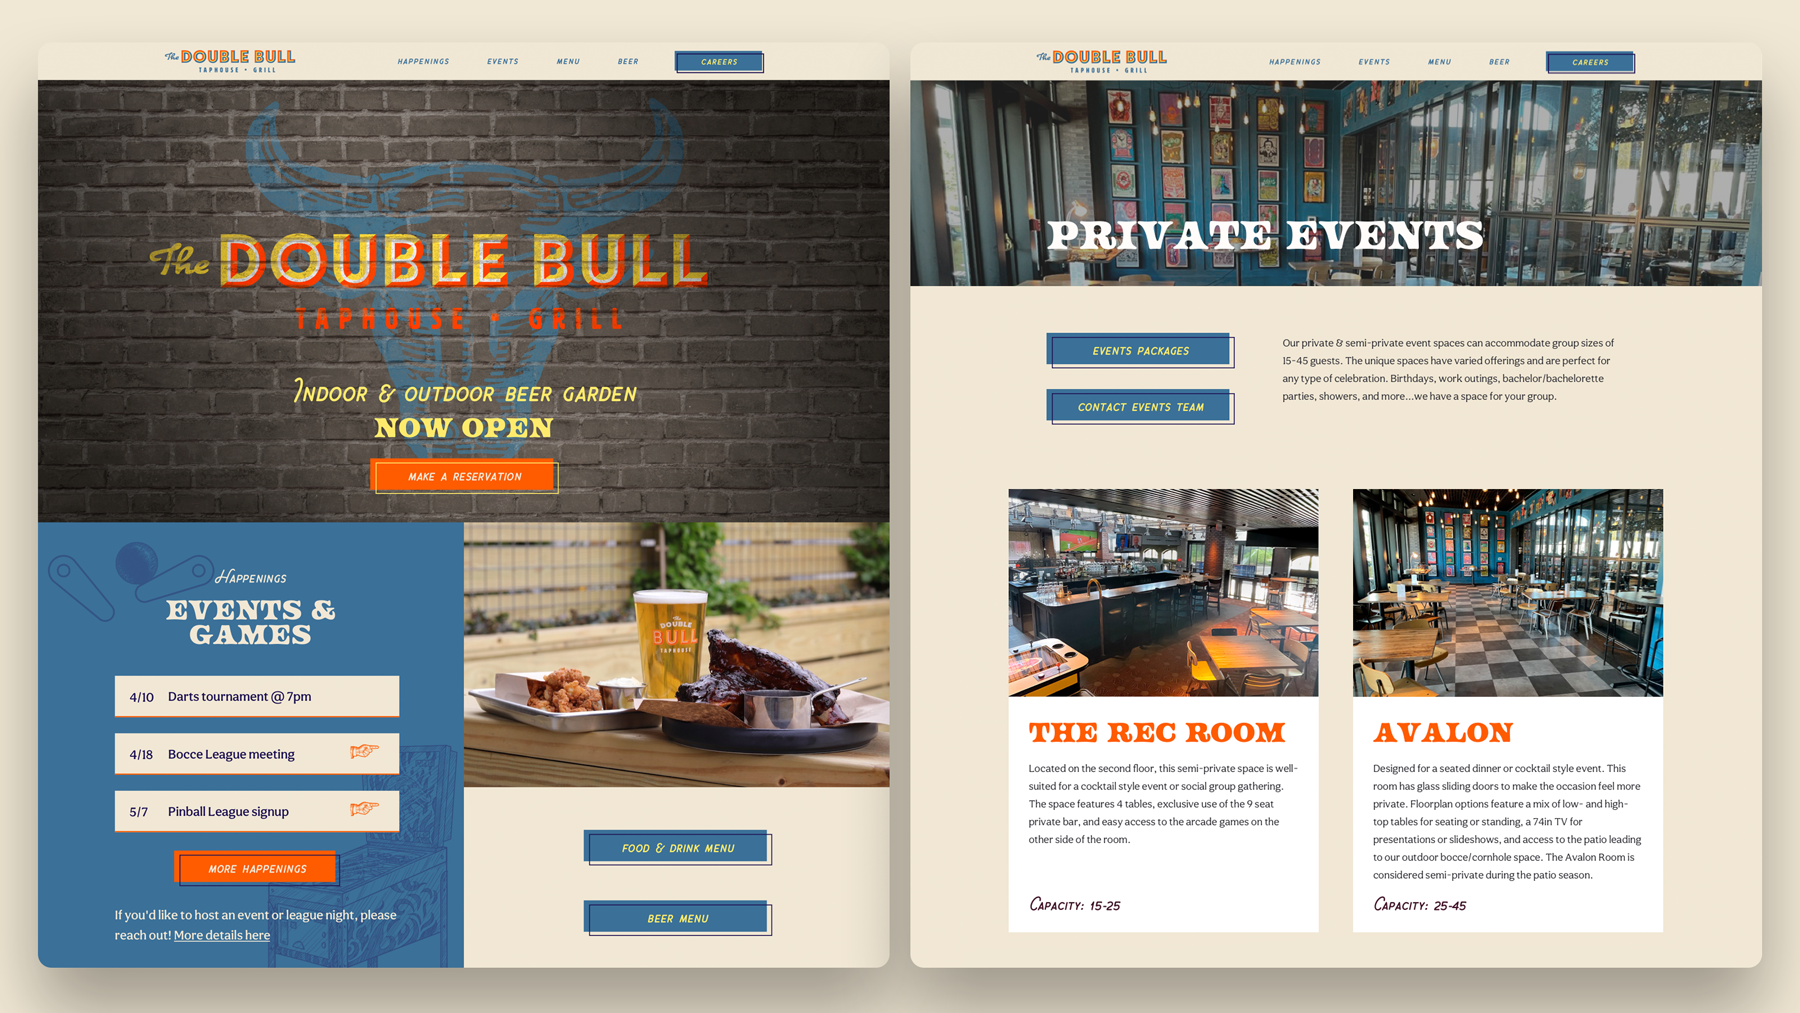 The DOUBLE BULL
TAPHOUSE • GRILL
HAPPENINGS
EVENTS
MENU
BEER
CAREERS
The DOUBLE BULL
TAPHOUSE • GRILL
INDOOR & OUTDOOR BEER GARDEN
NOW OPEN
MAKE A RESERVATION
HAPPENINGS
EVENTS &
GAMES
4/10 Darts tournament @ 7pm
4/18 Bocce League meeting
5/7 Pinball League signup
MORE HAPPENINGS
If you'd like to host an event or league night, please
reach out! More details here
The
DOUBLE
BULL
TAPHOUSE
FOOD & DRINK MENU
BEER MENU
The DOUBLE BULL
TAPHOUSE • GRILL
HAPPENINGS
EVENTS
MENU
BEER
CAREERS
PRIVATE EVENTS
EVENTS PACKAGES
CONTACT EVENTS TEAM
Our private & semi-private event spaces can accommodate group sizes of
15-45 guests. The unique spaces have varied offerings and are perfect for
any type of celebration. Birthdays, work outings, bachelor/bachelorette
parties, showers, and more...we have a space for your group.
THE REC ROOM
Located on the second floor, this semi-private space is well-
suited for a cocktail style event or social group gathering.
The space features 4 tables, exclusive use of the 9 seat
private bar, and easy access to the arcade games on the
other side of the room.
CAPACITY: 15-25
AVALON
Designed for a seated dinner or cocktail style event. This
room has glass sliding doors to make the occasion feel more
private. Floorplan options feature a mix of low- and high-
top tables for seating or standing, a 74in TV for
presentations or slideshows, and access to the patio leading
to our outdoor bocce/cornhole space. The Avalon Room is
considered semi-private during the patio season.
CAPACITY: 25-45